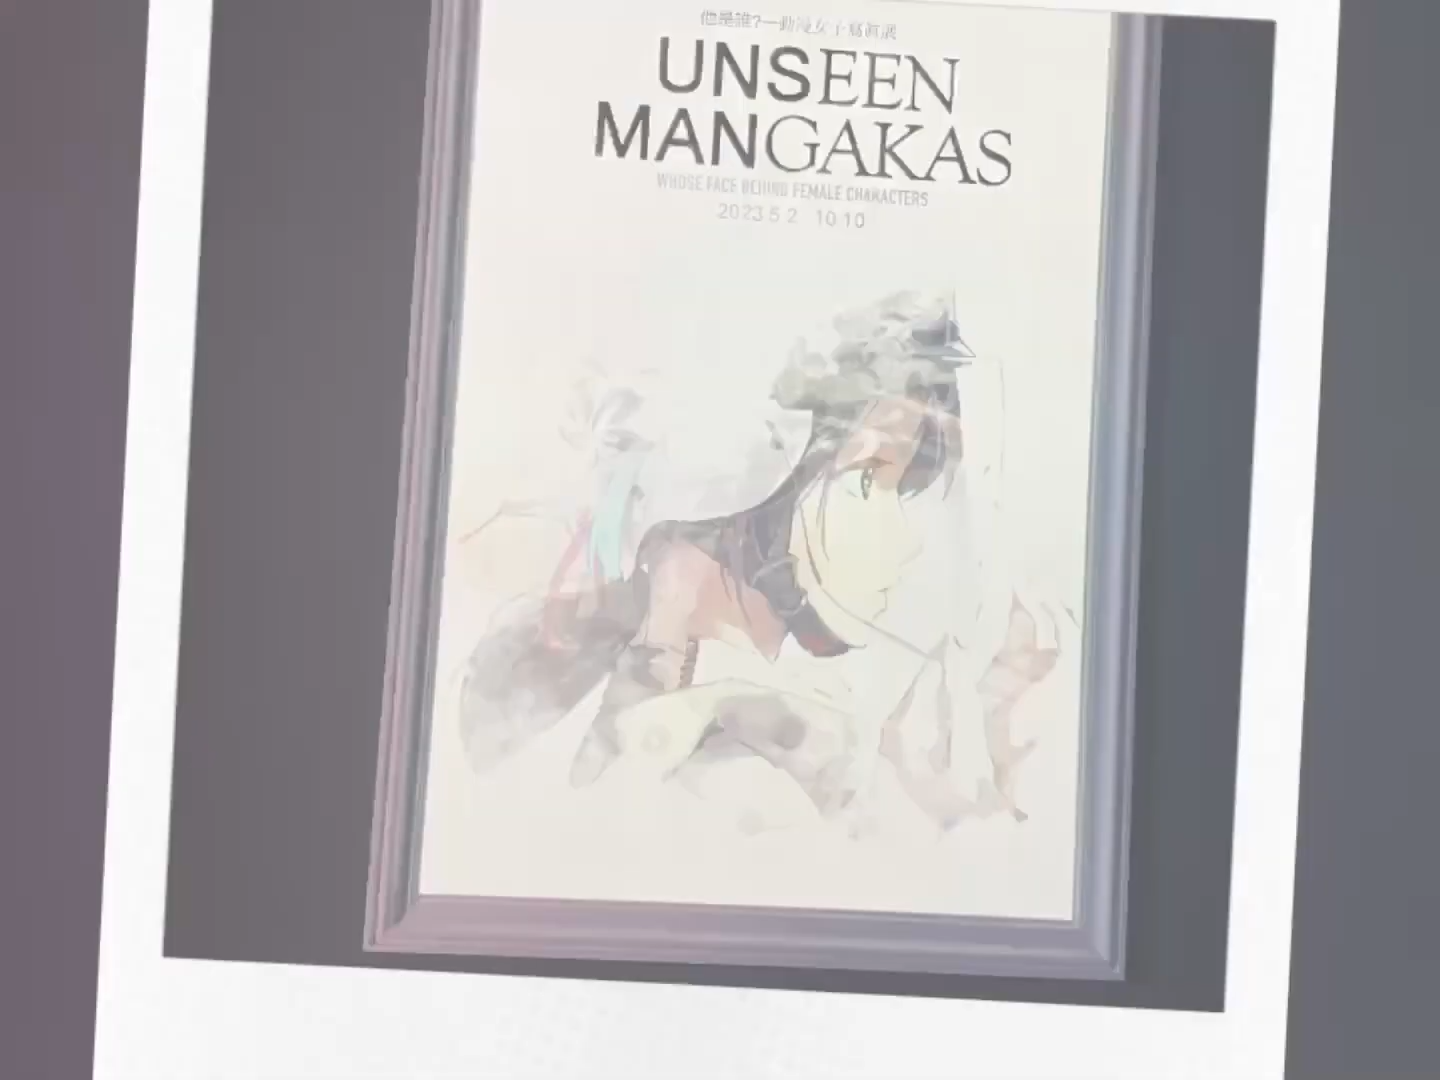 他是誰?一動漫女子寫真展
UNSEEN
MANGAKAS
WHOSE FACE BEHIND FEMALE CHARACTERS
2023 5 2 10 10